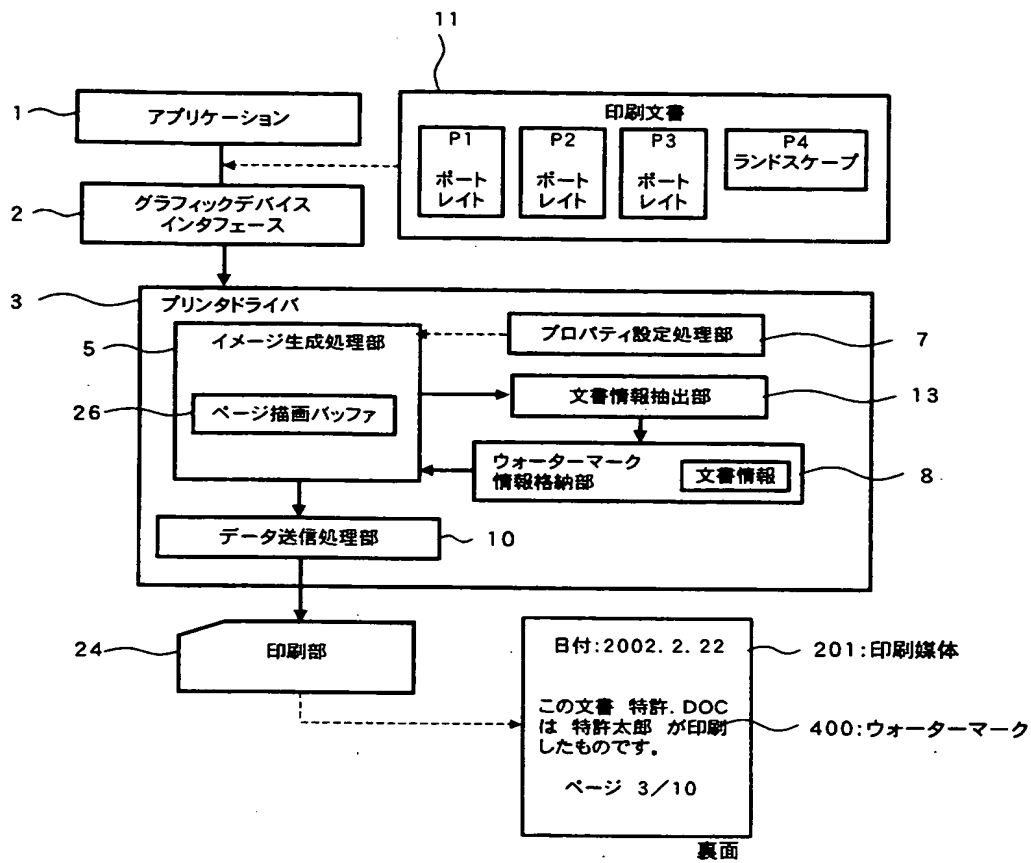 11
1
アプリケーション
印刷文書
P1
ポート
レイト
P2
ポート
レイト
P3
ポート
レイト
P4
ランドスケープ
2
グラフィックデバイス
インタフェース
3
プリンタドライバ
5
イメージ生成処理部
プロパティ設定処理部
7
26
ページ描画バッファ
文書情報抽出部
13
ウォーターマーク
情報格納部
文書情報
8
データ送信処理部
10
24
印刷部
日付:2002. 2. 22
201:印刷媒体
この文書 特許. DOC
は 特許太郎 が印刷
したものです。
400:ウォーターマーク
ページ 3/10
裏面